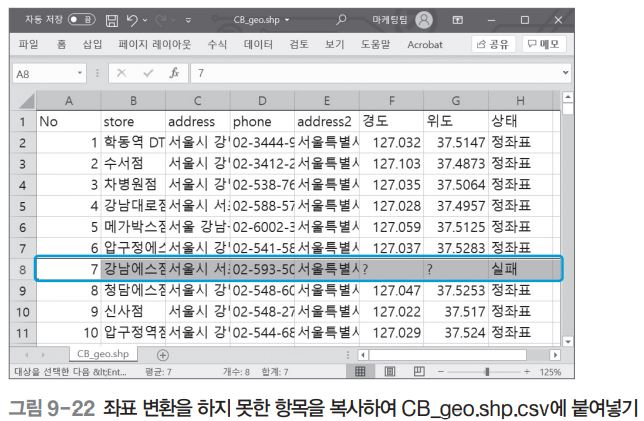 자동 저장 끔 CB_geo.shp 마케팅팀
파일 홈 삽입 페이지 레이아웃 수식 데이터 검토 보기 도움말 Acrobat 공유 메모
A8 fx 7
A B C D E F G H
1 No store address phone address2 경도 위도 상태
2 1 학동역 DT 서울시 강 02-3444-9 서울특별시 127.032 37.5147 정좌표
3 2 수서점 서울시 강 02-3412-2 서울특별시 127.103 37.4873 정좌표
4 3 차병원점 서울시 강 02-538-76 서울특별시 127.035 37.5064 정좌표
5 4 강남대로점 서울시 서초 02-588-57 서울특별시 127.028 37.4957 정좌표
6 5 메가박스점 서울 강남 02-6002-3 서울특별시 127.059 37.5125 정좌표
7 6 압구정에스 서울시 강 02-541-58 서울특별시 127.037 37.5283 정좌표
8 7 강남에스점 서울시 서초 02-593-50 서울특별시 ? ? 실패
9 8 청담에스점 서울시 강 02-548-60 서울특별시 127.047 37.5253 정좌표
10 9 신사점 서울시 강 02-548-27 서울특별시 127.022 37.517 정좌표
11 10 압구정역점 서울시 강 02-544-68 서울특별시 127.029 37.524 정좌표
CB_geo.shp
대상을 선택한 다음 &lt;Ent... 평균: 7 개수: 8 합계: 7 125%
그림 9-22 좌표 변환을 하지 못한 항목을 복사하여 CB_geo.shp.csv에 붙여넣기